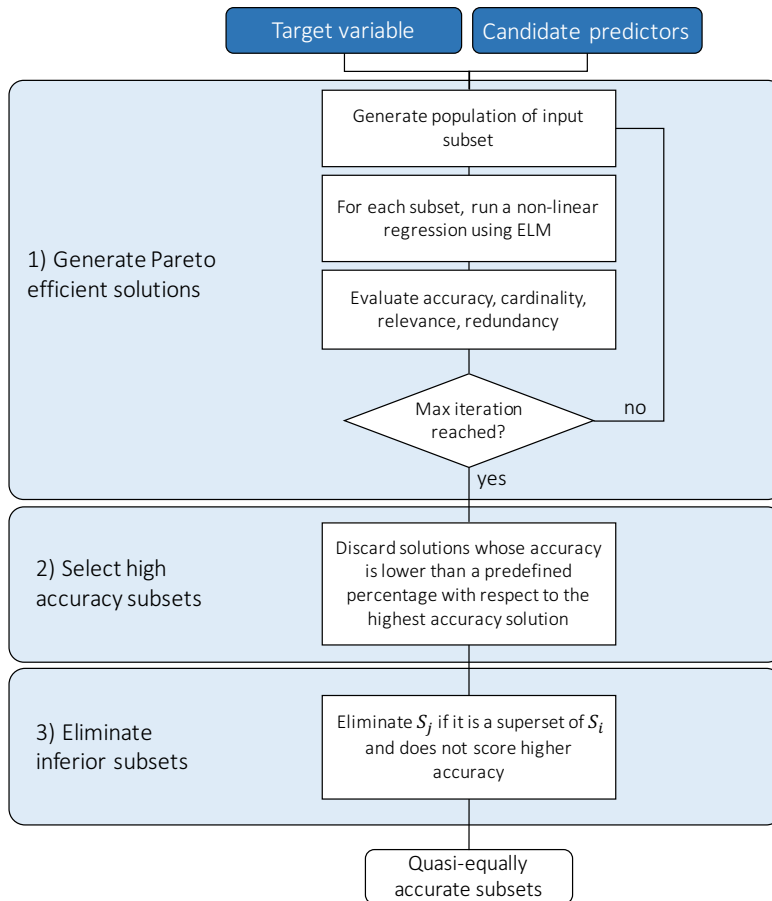 Target variable
Candidate predictors
Generate population of input
subset
For each subset, run a non-linear
regression using ELM
1) Generate Pareto
efficient solutions
Evaluate accuracy, cardinality,
relevance, redundancy
Max iteration
reached?
no
yes
2) Select high
accuracy subsets
Discard solutions whose accuracy
is lower than a predefined
percentage with respect to the
highest accuracy solution
3) Eliminate
inferior subsets
Eliminate S_j if it is a superset of S_i
and does not score higher
accuracy
Quasi-equally
accurate subsets